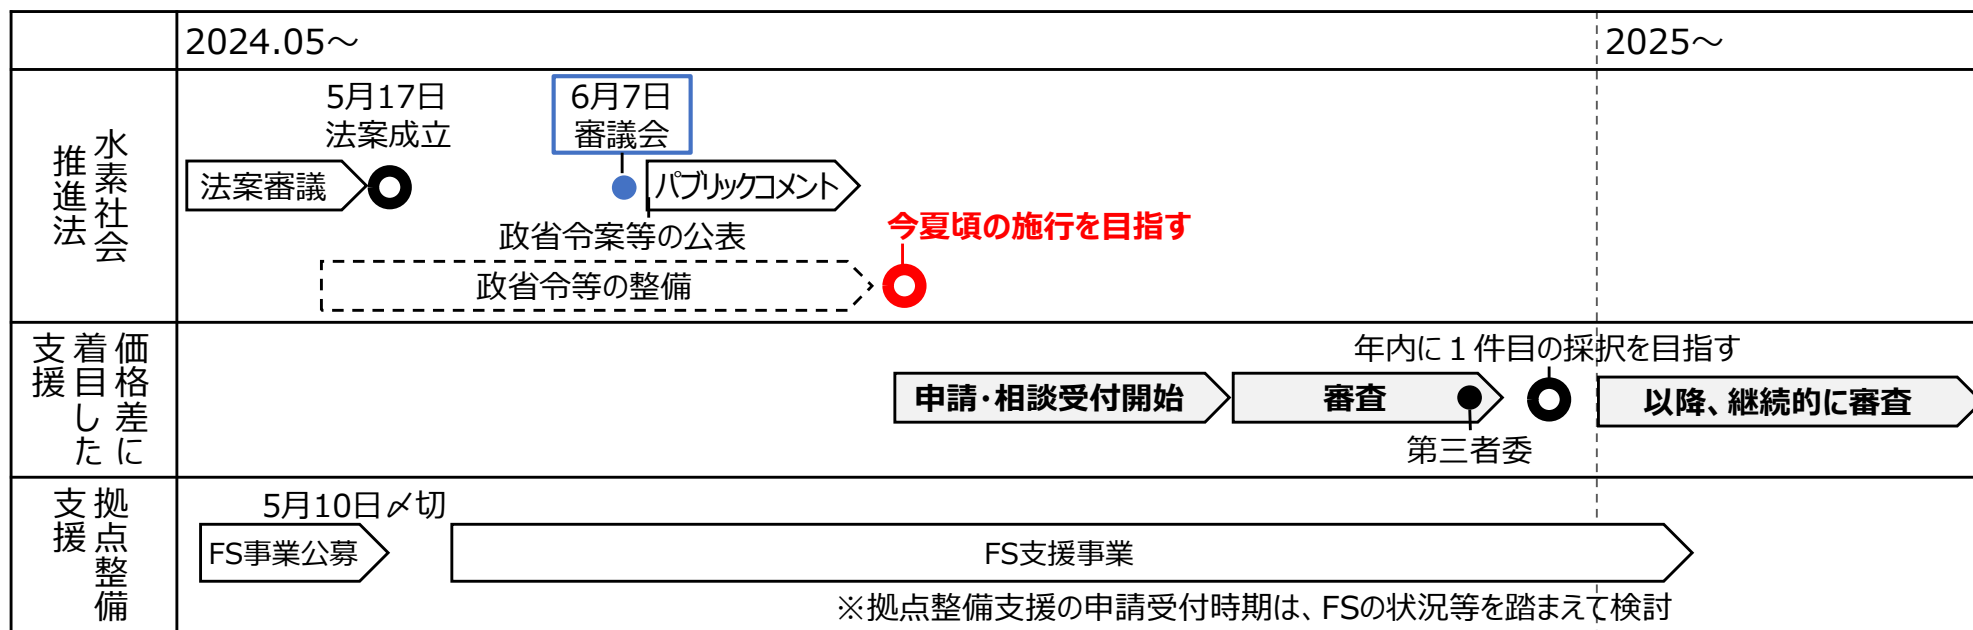 2024.05～
2025～
水素社会
推進法
5月17日
法案成立
6月7日
審議会
法案審議
パブリックコメント
政省令案等の公表
今夏頃の施行を目指す
政省令等の整備
価格差に
着目した
支援
年内に１件目の採択を目指す
申請・相談受付開始
審査
以降、継続的に審査
第三者委
拠点整備
支援
5月10日〆切
FS事業公募
FS支援事業
※拠点整備支援の申請受付時期は、FSの状況等を踏まえて検討